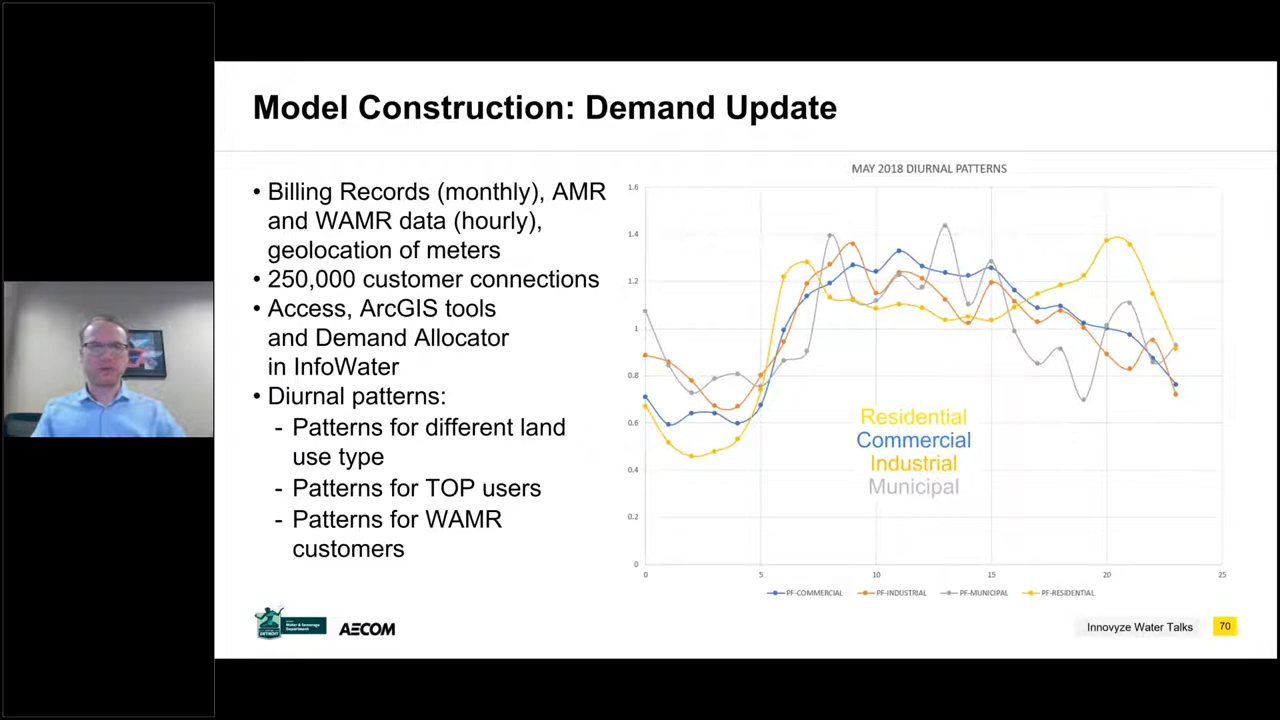 Model Construction: Demand Update
• Billing Records (monthly), AMR
and WAMR data (hourly),
geolocation of meters
• 250,000 customer connections
• Access, ArcGIS tools
and Demand Allocator
in InfoWater
• Diurnal patterns:
- Patterns for different land
use type
- Patterns for TOP users
- Patterns for WAMR
customers
MAY 2018 DIURNAL PATTERNS
1.6
1.4
1.2
1
0.8
0.6
0.4
0.2
0
0 5 10 15 20 25
Residential
Commercial
Industrial
Municipal
PF-COMMERCIAL PF-INDUSTRIAL PF-MUNICIPAL PF-RESIDENTIAL
DETROIT
Water & Sewerage
Department
AECOM
Innovyze Water Talks
70